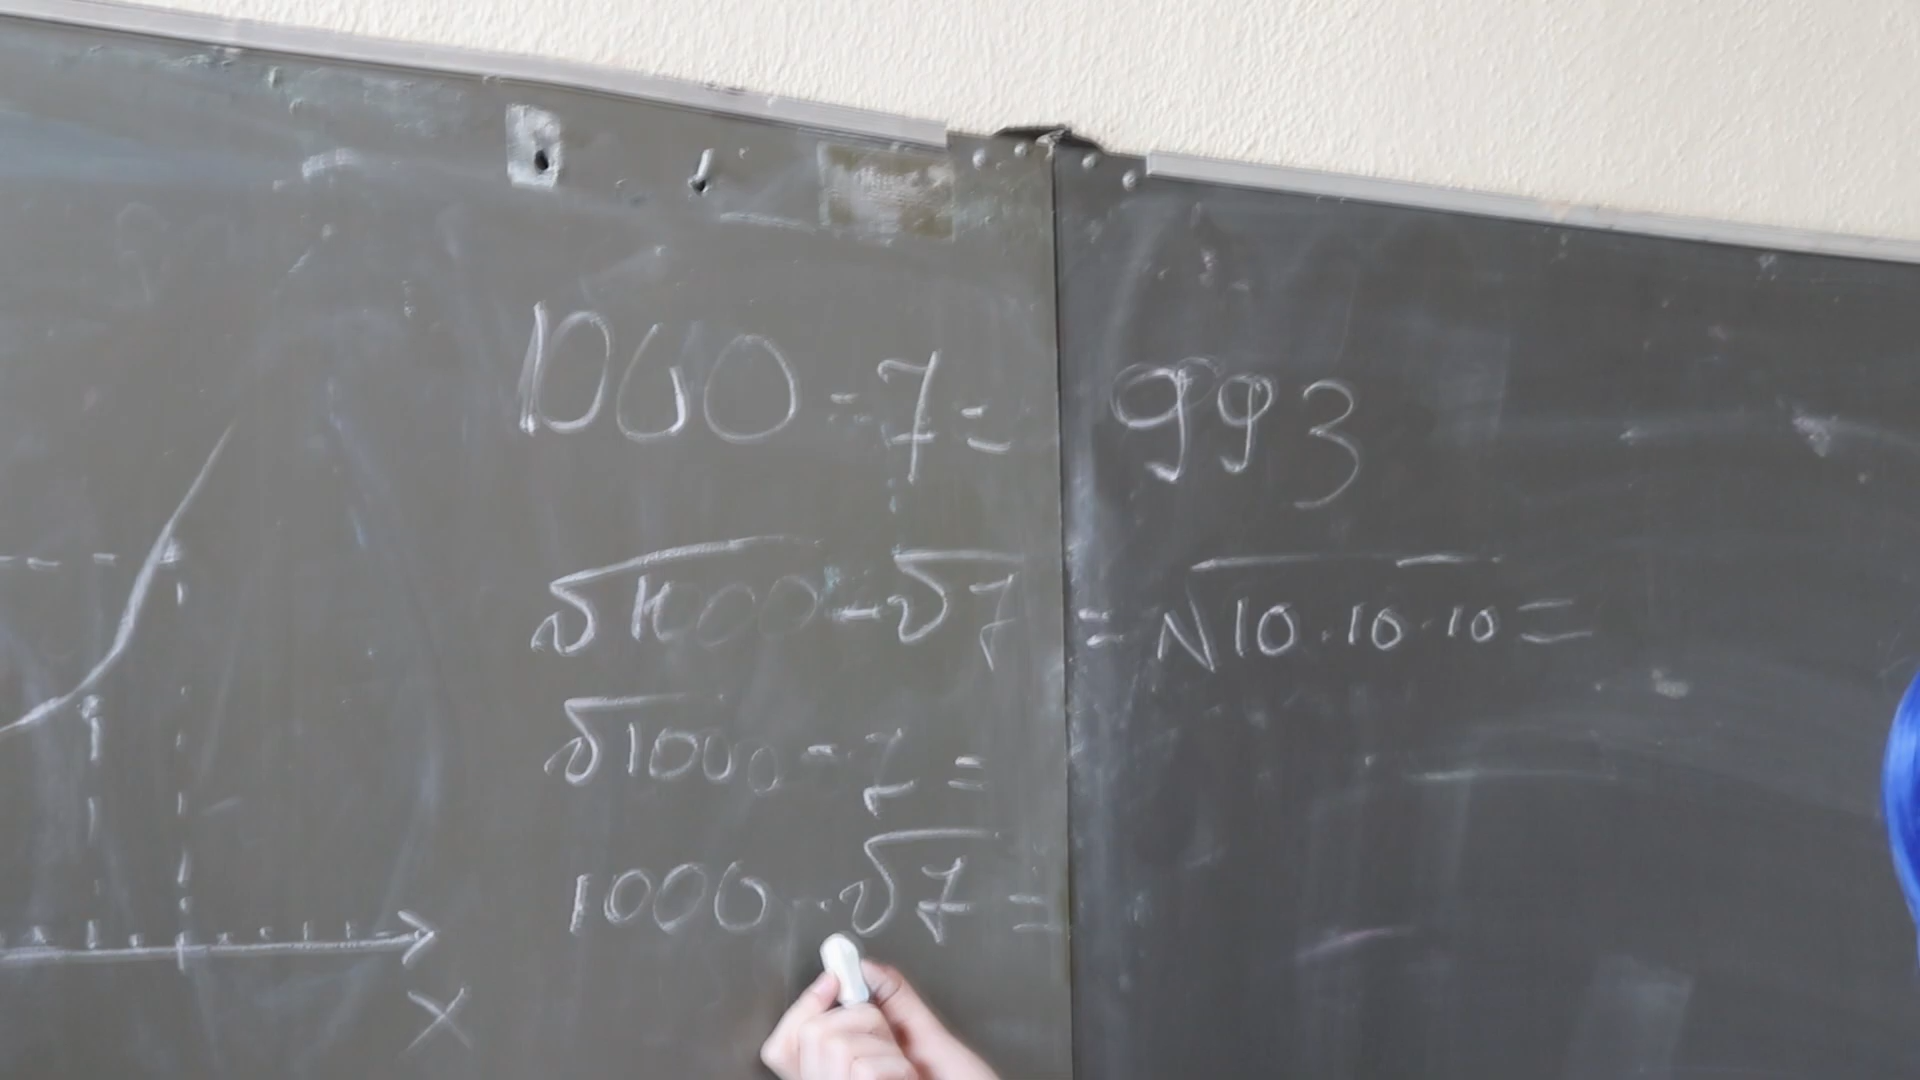 1000 - 7 = 993
√1000 - √7 = √10·10·10 =
√1000 - 7 =
1000 - √7 =
X